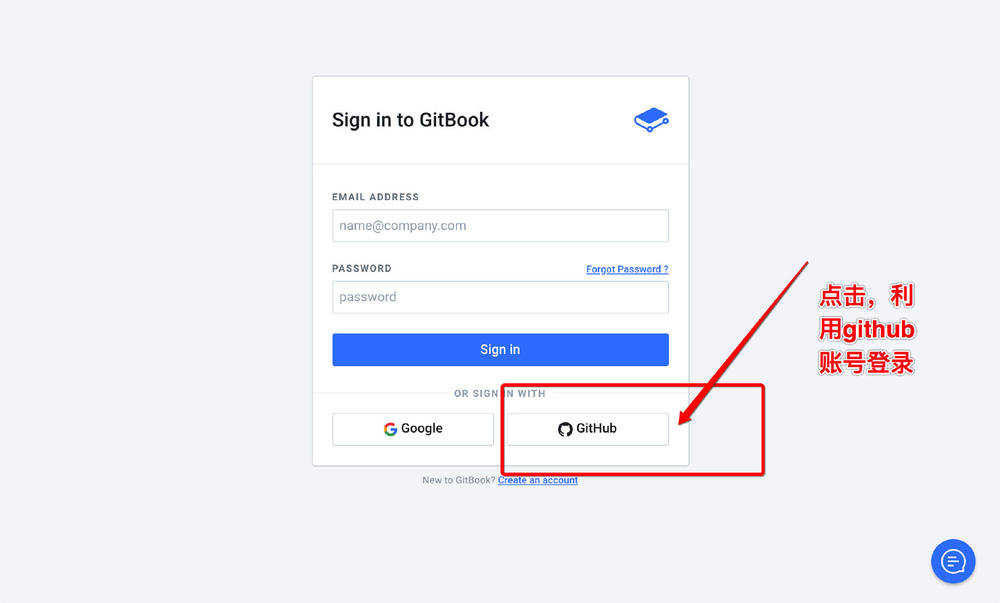 Sign in to GitBook
EMAIL ADDRESS
name@company.com
PASSWORD
Forgot Password ?
password
Sign in
OR SIGN IN WITH
Google
GitHub
New to GitBook? Create an account
点击，利
用github
账号登录